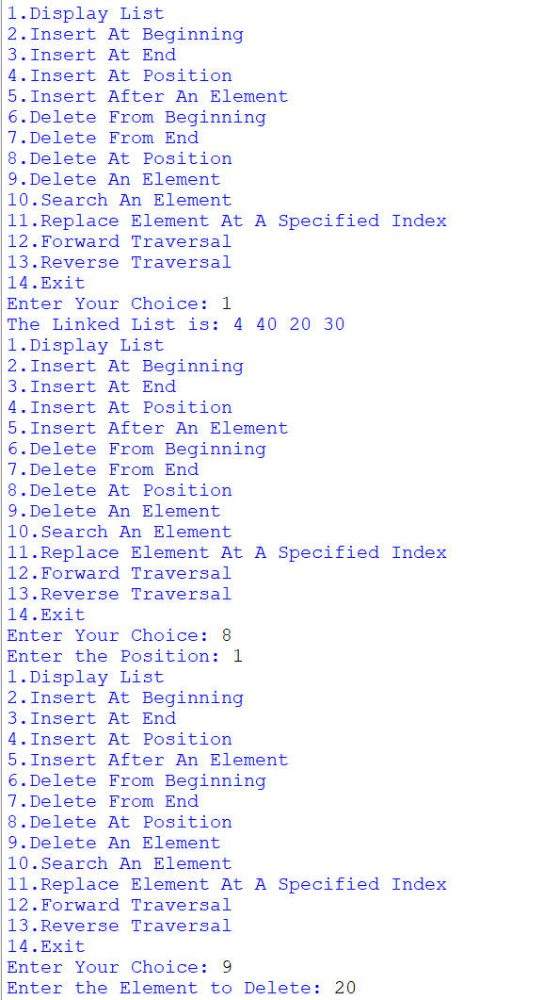 1.Display List
2.Insert At Beginning
3.Insert At End
4.Insert At Position
5.Insert After An Element
6.Delete From Beginning
7.Delete From End
8.Delete At Position
9.Delete An Element
10.Search An Element
11.Replace Element At A Specified Index
12.Forward Traversal
13.Reverse Traversal
14.Exit
Enter Your Choice: 1
The Linked List is: 4 40 20 30
1.Display List
2.Insert At Beginning
3.Insert At End
4.Insert At Position
5.Insert After An Element
6.Delete From Beginning
7.Delete From End
8.Delete At Position
9.Delete An Element
10.Search An Element
11.Replace Element At A Specified Index
12.Forward Traversal
13.Reverse Traversal
14.Exit
Enter Your Choice: 8
Enter the Position: 1
1.Display List
2.Insert At Beginning
3.Insert At End
4.Insert At Position
5.Insert After An Element
6.Delete From Beginning
7.Delete From End
8.Delete At Position
9.Delete An Element
10.Search An Element
11.Replace Element At A Specified Index
12.Forward Traversal
13.Reverse Traversal
14.Exit
Enter Your Choice: 9
Enter the Element to Delete: 20